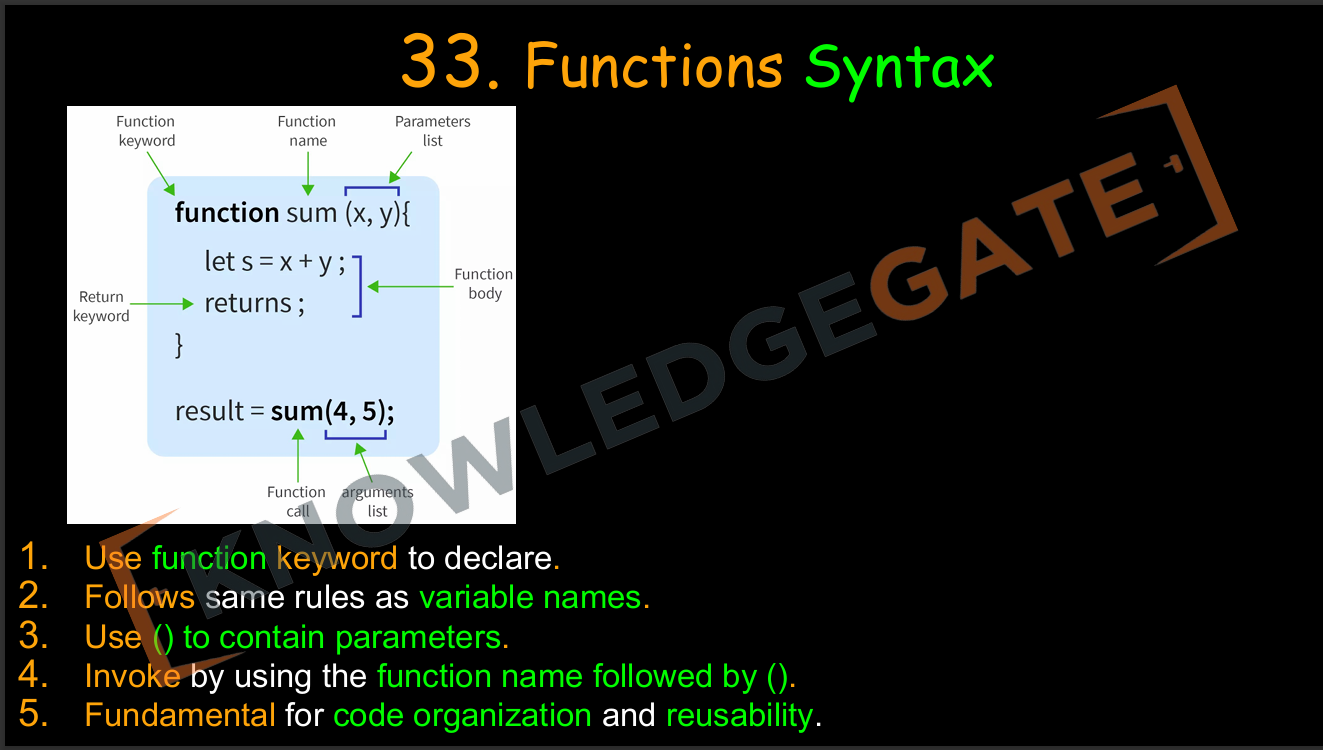 33. Functions Syntax
Function keyword
Function name
Parameters list
function sum (x, y){
let s = x + y ;
returns ;
}
Function body
Return keyword
result = sum(4, 5);
Function call
arguments list
KNOWLEDGEGATE
1. Use function keyword to declare.
2. Follows same rules as variable names.
3. Use () to contain parameters.
4. Invoke by using the function name followed by ().
5. Fundamental for code organization and reusability.